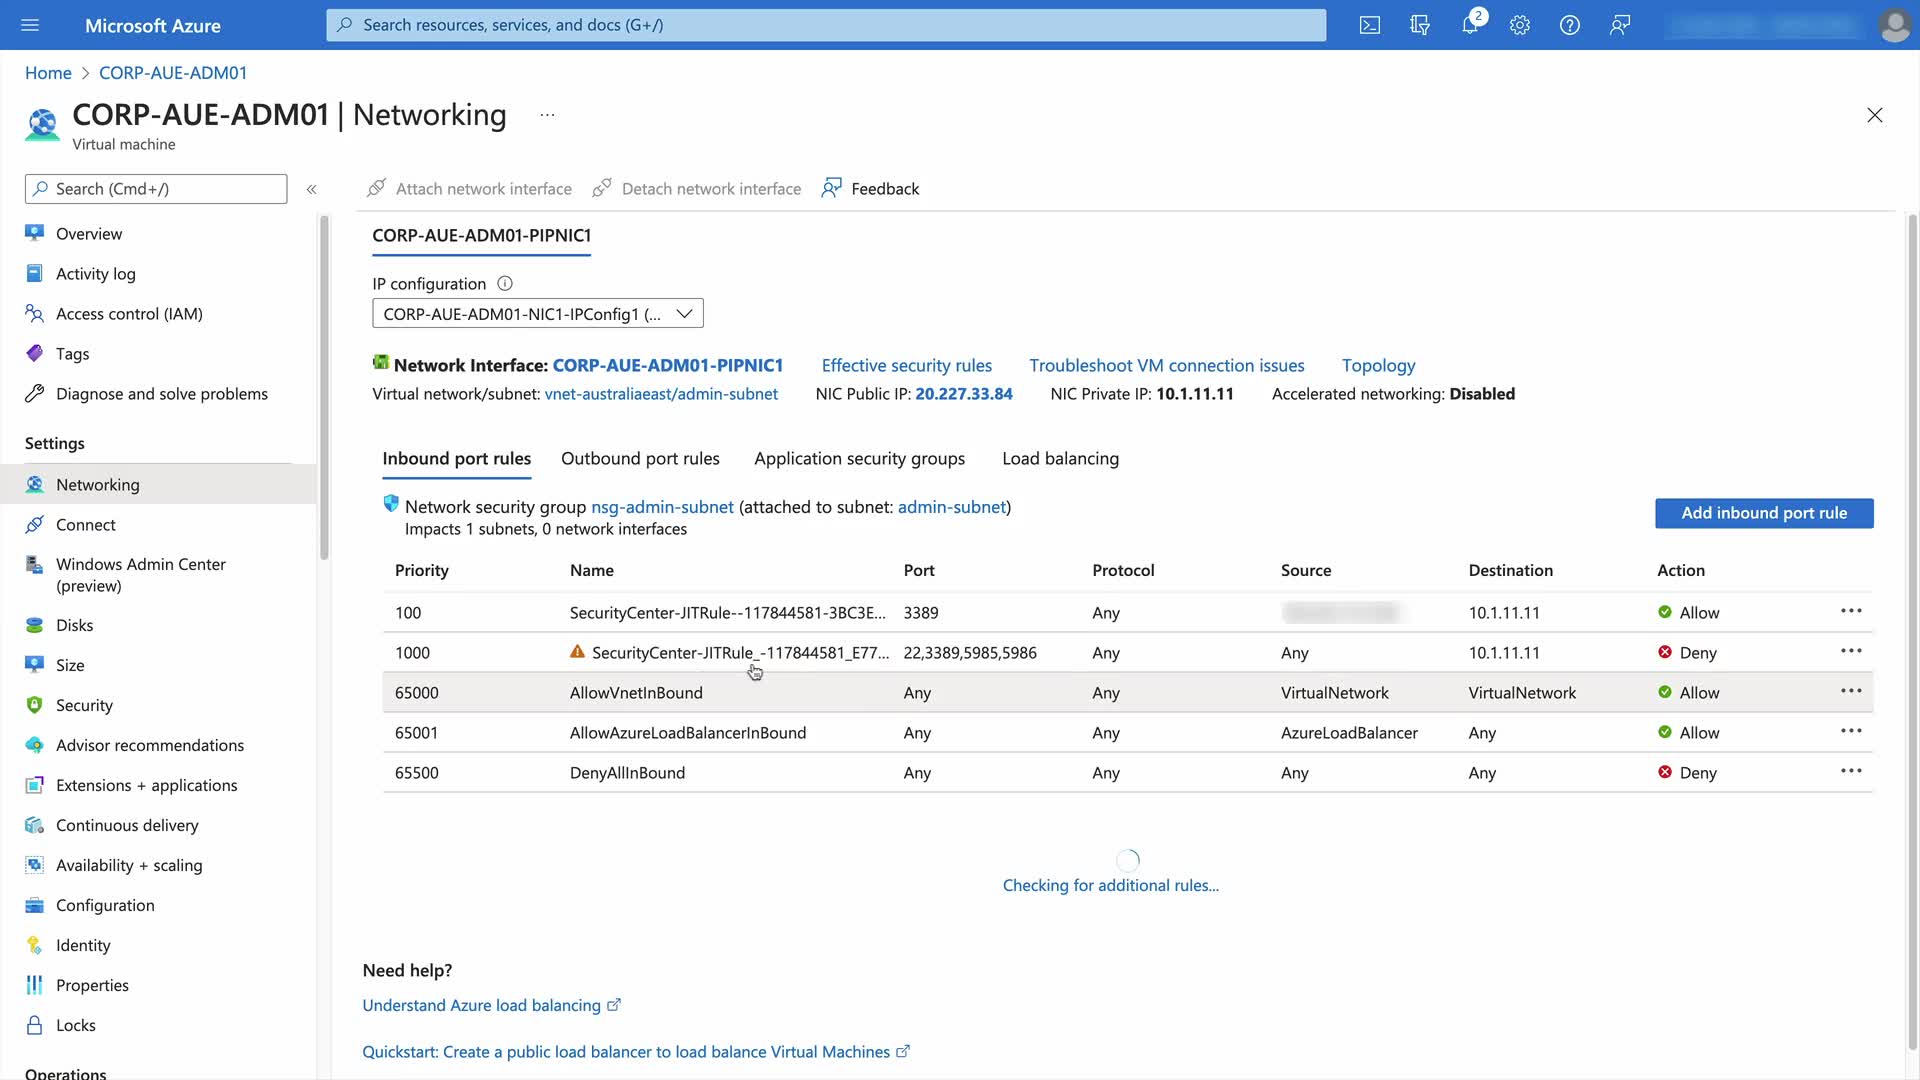 Microsoft Azure
Search resources, services, and docs (G+/)
2
Home > CORP-AUE-ADM01
CORP-AUE-ADM01 | Networking ...
Virtual machine
Search (Cmd+/)
«
Attach network interface
Detach network interface
Feedback
Overview
Activity log
Access control (IAM)
Tags
Diagnose and solve problems
Settings
Networking
Connect
Windows Admin Center
(preview)
Disks
Size
Security
Advisor recommendations
Extensions + applications
Continuous delivery
Availability + scaling
Configuration
Identity
Properties
Locks
Operations
CORP-AUE-ADM01-PIPNIC1
IP configuration
CORP-AUE-ADM01-NIC1-IPConfig1 (...
Network Interface: CORP-AUE-ADM01-PIPNIC1 Effective security rules Troubleshoot VM connection issues Topology
Virtual network/subnet: vnet-australiaeast/admin-subnet NIC Public IP: 20.227.33.84 NIC Private IP: 10.1.11.11 Accelerated networking: Disabled
Inbound port rules Outbound port rules Application security groups Load balancing
Network security group nsg-admin-subnet (attached to subnet: admin-subnet)
Impacts 1 subnets, 0 network interfaces
Add inbound port rule
Priority Name Port Protocol Source Destination Action
100 SecurityCenter-JITRule--117844581-3BC3E... 3389 Any 10.1.11.11 Allow ...
1000 SecurityCenter-JITRule_-117844581_E77... 22,3389,5985,5986 Any Any 10.1.11.11 Deny ...
65000 AllowVnetInBound Any Any VirtualNetwork VirtualNetwork Allow ...
65001 AllowAzureLoadBalancerInBound Any Any AzureLoadBalancer Any Allow ...
65500 DenyAllInBound Any Any Any Any Deny ...
Checking for additional rules...
Need help?
Understand Azure load balancing
Quickstart: Create a public load balancer to load balance Virtual Machines